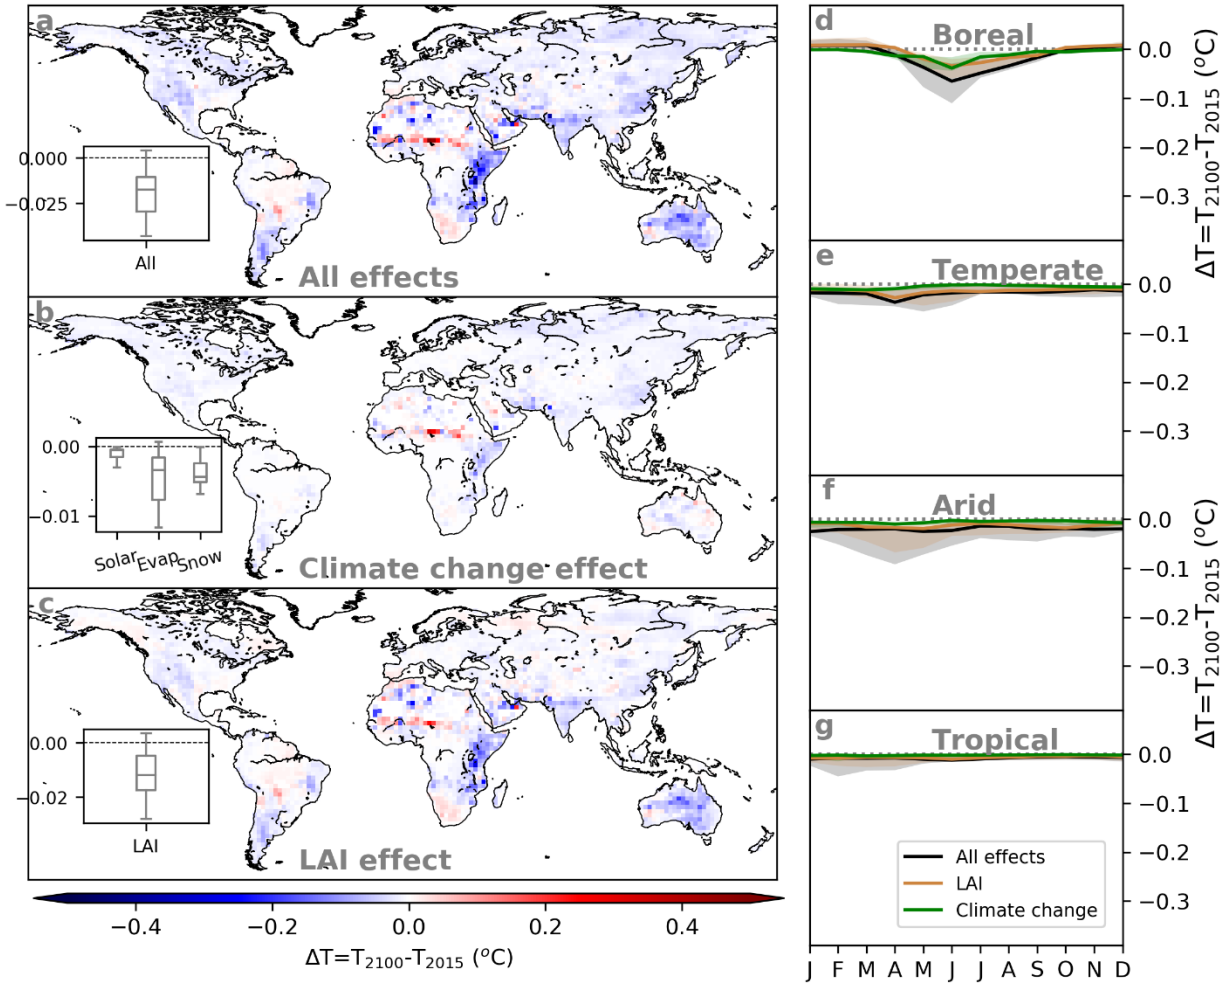 a
0.000
−0.025
All
All effects
b
0.00
−0.01
Solar Evap Snow
Climate change effect
c
0.00
−0.02
LAI
LAI effect
−0.4 −0.2 0.0 0.2 0.4
ΔT=T2100-T2015 (oC)
d Boreal
0.0
−0.1
−0.2
−0.3
ΔT=T2100-T2015 (oC)
e Temperate
0.0
−0.1
−0.2
−0.3
f Arid
0.0
−0.1
−0.2
−0.3
ΔT=T2100-T2015 (oC)
g Tropical
0.0
−0.1
−0.2
−0.3
All effects
LAI
Climate change
J F M A M J J A S O N D